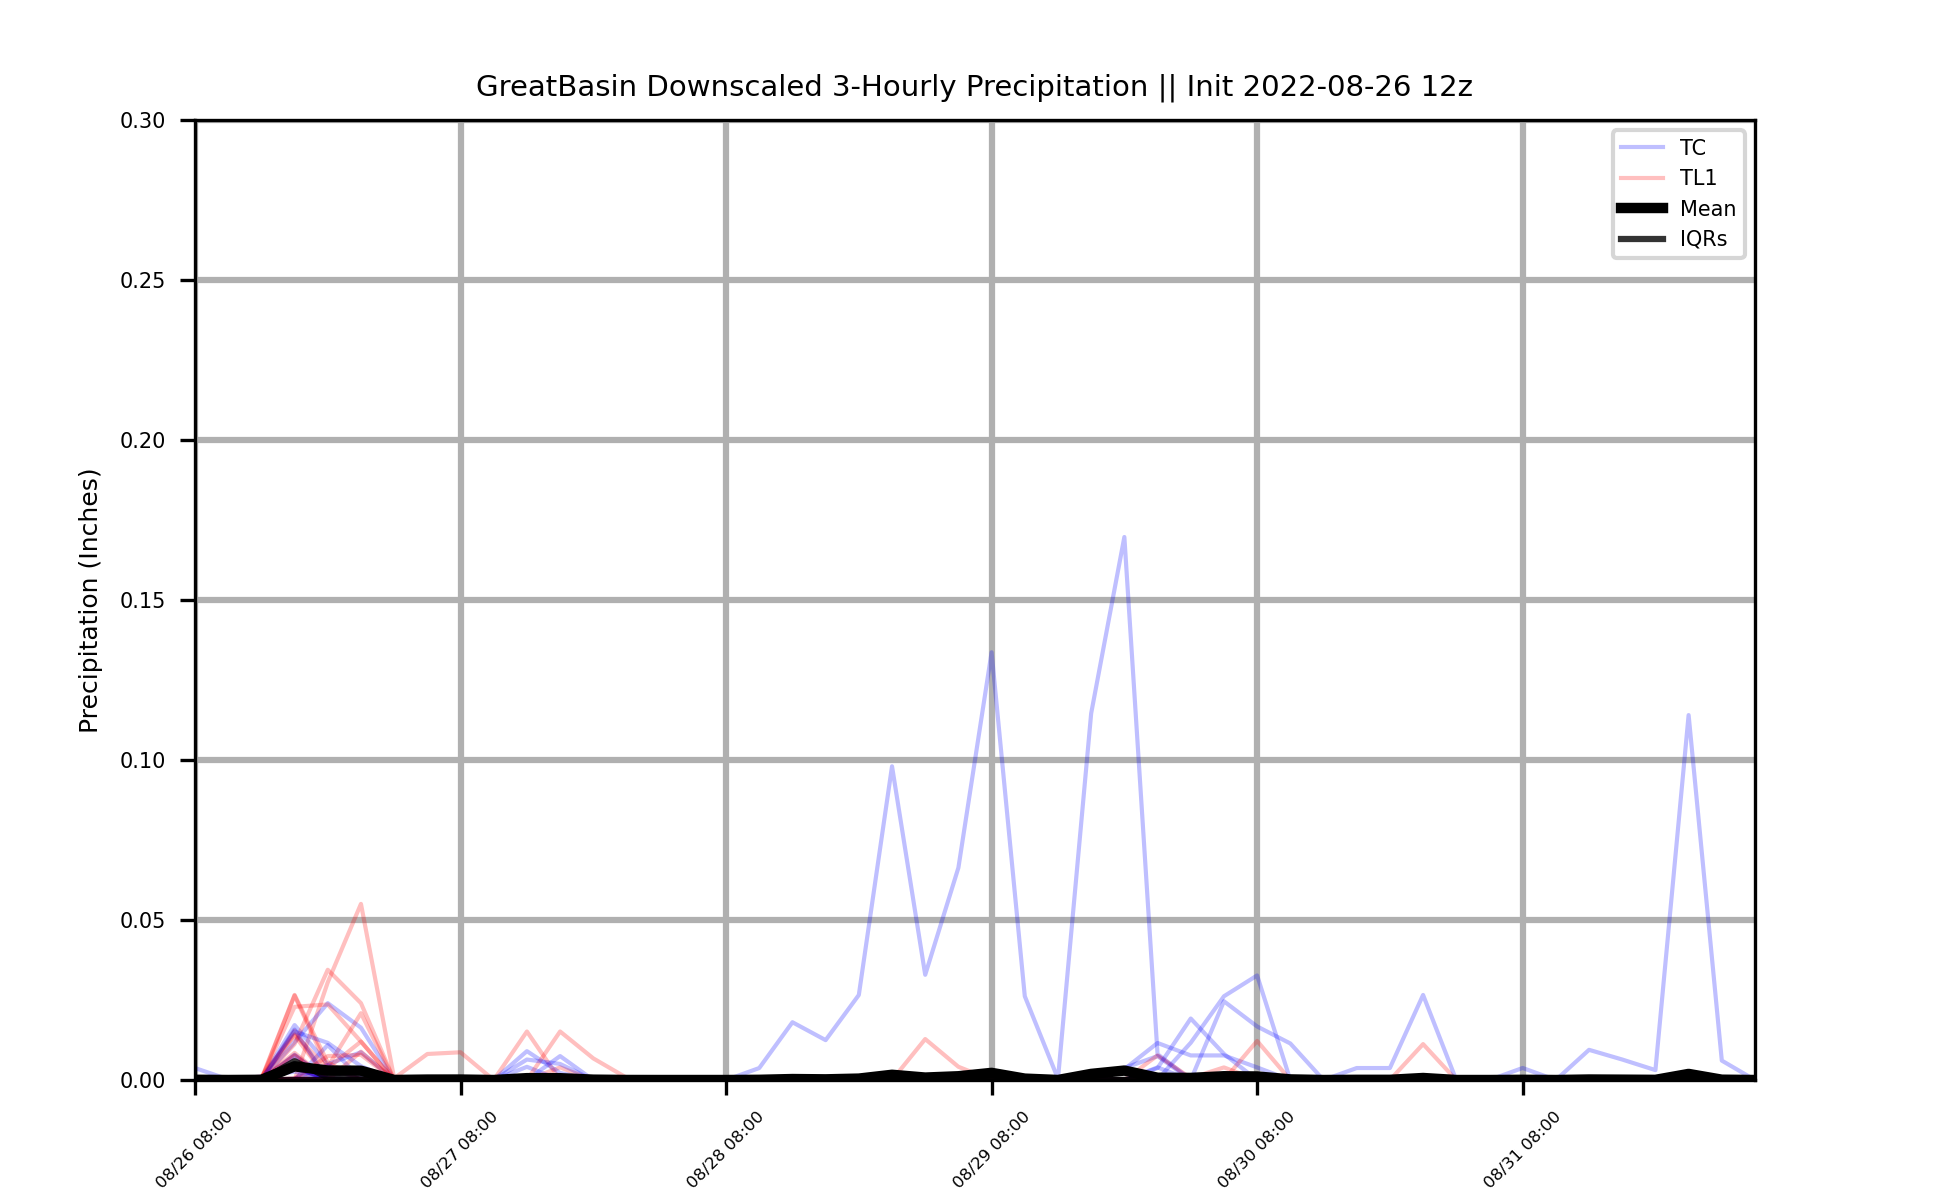 GreatBasin Downscaled 3-Hourly Precipitation || Init 2022-08-26 12z
TC
TL1
Mean
IQRs
Precipitation (Inches)
0.30
0.25
0.20
0.15
0.10
0.05
0.00
08/26 08:00
08/27 08:00
08/28 08:00
08/29 08:00
08/30 08:00
08/31 08:00